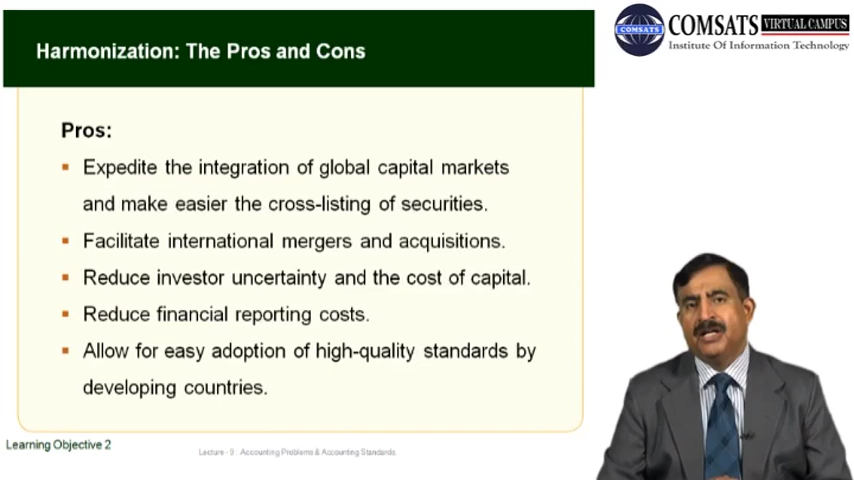 Harmonization: The Pros and Cons
COMSATS VIRTUAL CAMPUS
Institute Of Information Technology
COMSATS
Pros:
▪ Expedite the integration of global capital markets
and make easier the cross-listing of securities.
▪ Facilitate international mergers and acquisitions.
▪ Reduce investor uncertainty and the cost of capital.
▪ Reduce financial reporting costs.
▪ Allow for easy adoption of high-quality standards by
developing countries.
Learning Objective 2
Lecture - 9 : Accounting Problems & Accounting Standards